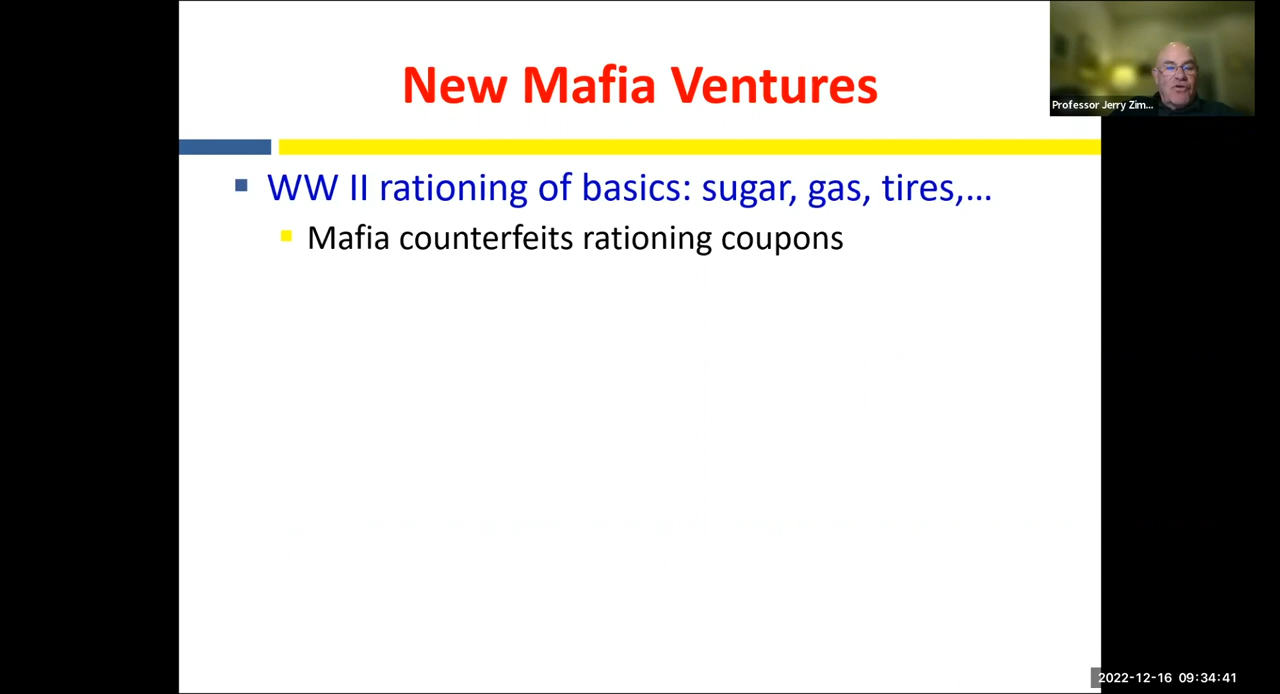 New Mafia Ventures
Professor Jerry Zim...
WW II rationing of basics: sugar, gas, tires,...
Mafia counterfeits rationing coupons
2022-12-16 09:34:41